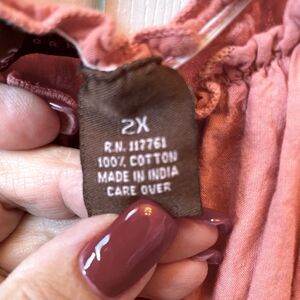 2X
R.N. 117761
100% COTTON
MADE IN INDIA
CARE OVER